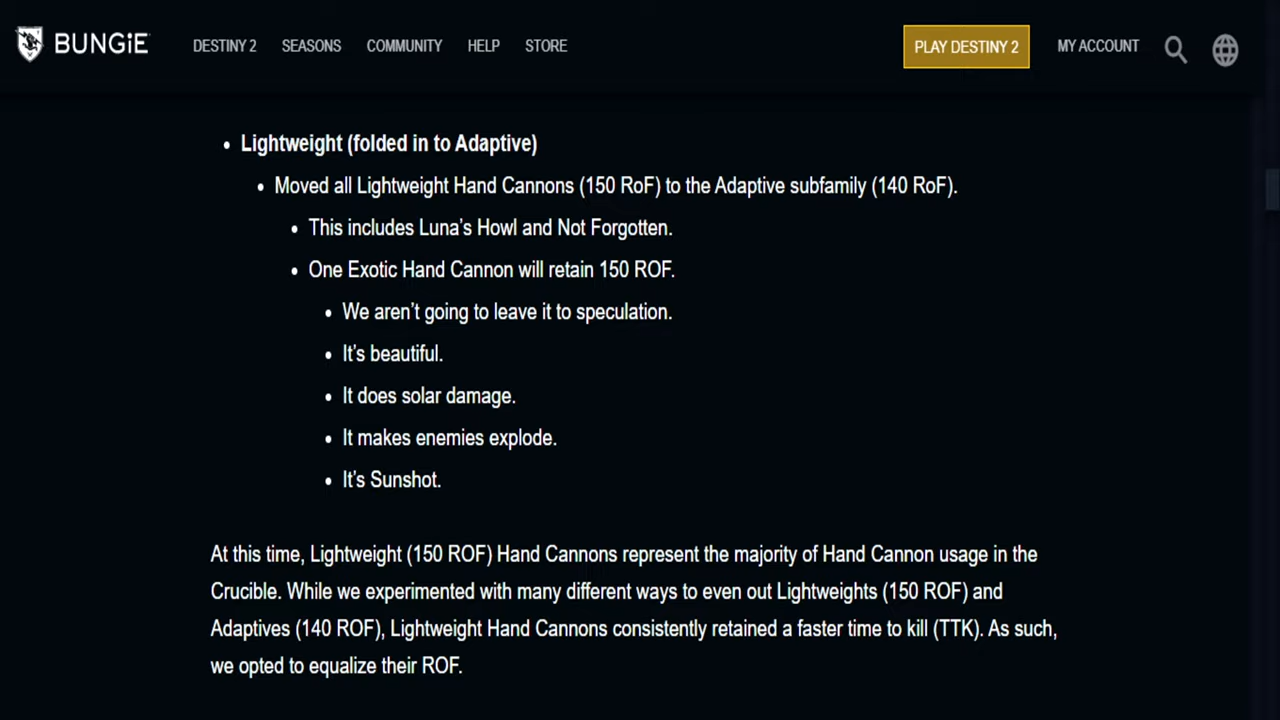 BUNGiE DESTINY 2 SEASONS COMMUNITY HELP STORE PLAY DESTINY 2 MY ACCOUNT
• Lightweight (folded in to Adaptive)
• Moved all Lightweight Hand Cannons (150 RoF) to the Adaptive subfamily (140 RoF).
• This includes Luna's Howl and Not Forgotten.
• One Exotic Hand Cannon will retain 150 ROF.
• We aren't going to leave it to speculation.
• It's beautiful.
• It does solar damage.
• It makes enemies explode.
• It's Sunshot.
At this time, Lightweight (150 ROF) Hand Cannons represent the majority of Hand Cannon usage in the
Crucible. While we experimented with many different ways to even out Lightweights (150 ROF) and
Adaptives (140 ROF), Lightweight Hand Cannons consistently retained a faster time to kill (TTK). As such,
we opted to equalize their ROF.